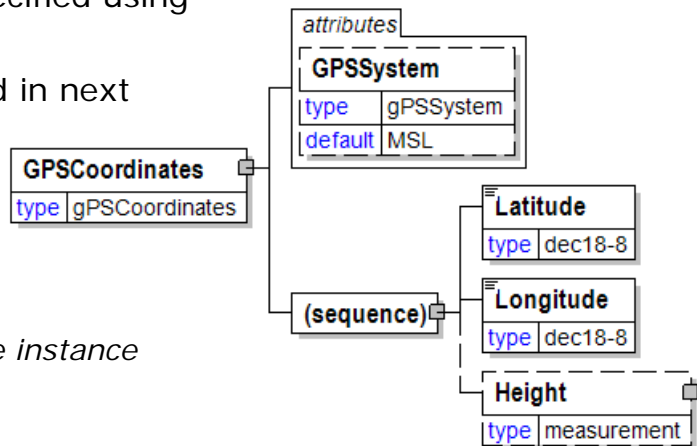 ecified using
d in next
e instance
GPSCoordinates
type gPSCoordinates
attributes
GPSSystem
type gPSSystem
default MSL
(sequence)
Latitude
type dec18-8
Longitude
type dec18-8
Height
type measurement